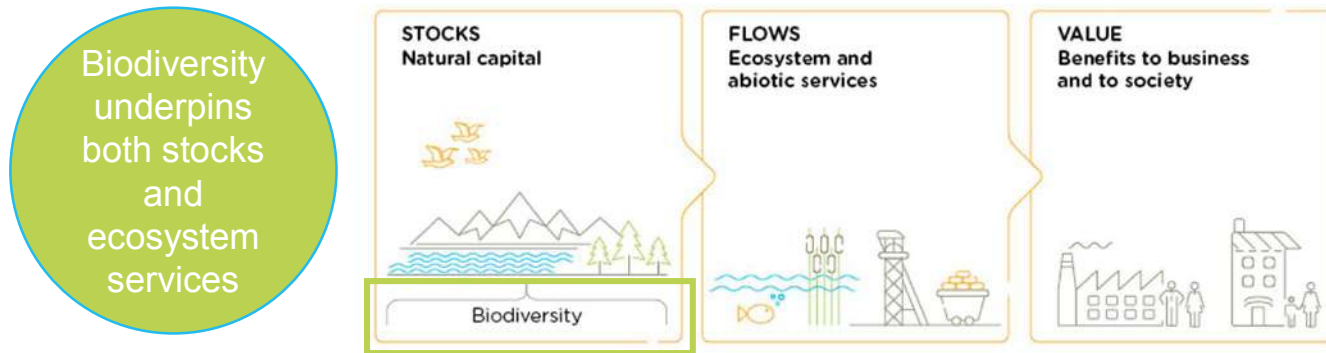 Biodiversity
underpins
both stocks
and
ecosystem
services
STOCKS
Natural capital
FLOWS
Ecosystem and
abiotic services
VALUE
Benefits to business
and to society
Biodiversity